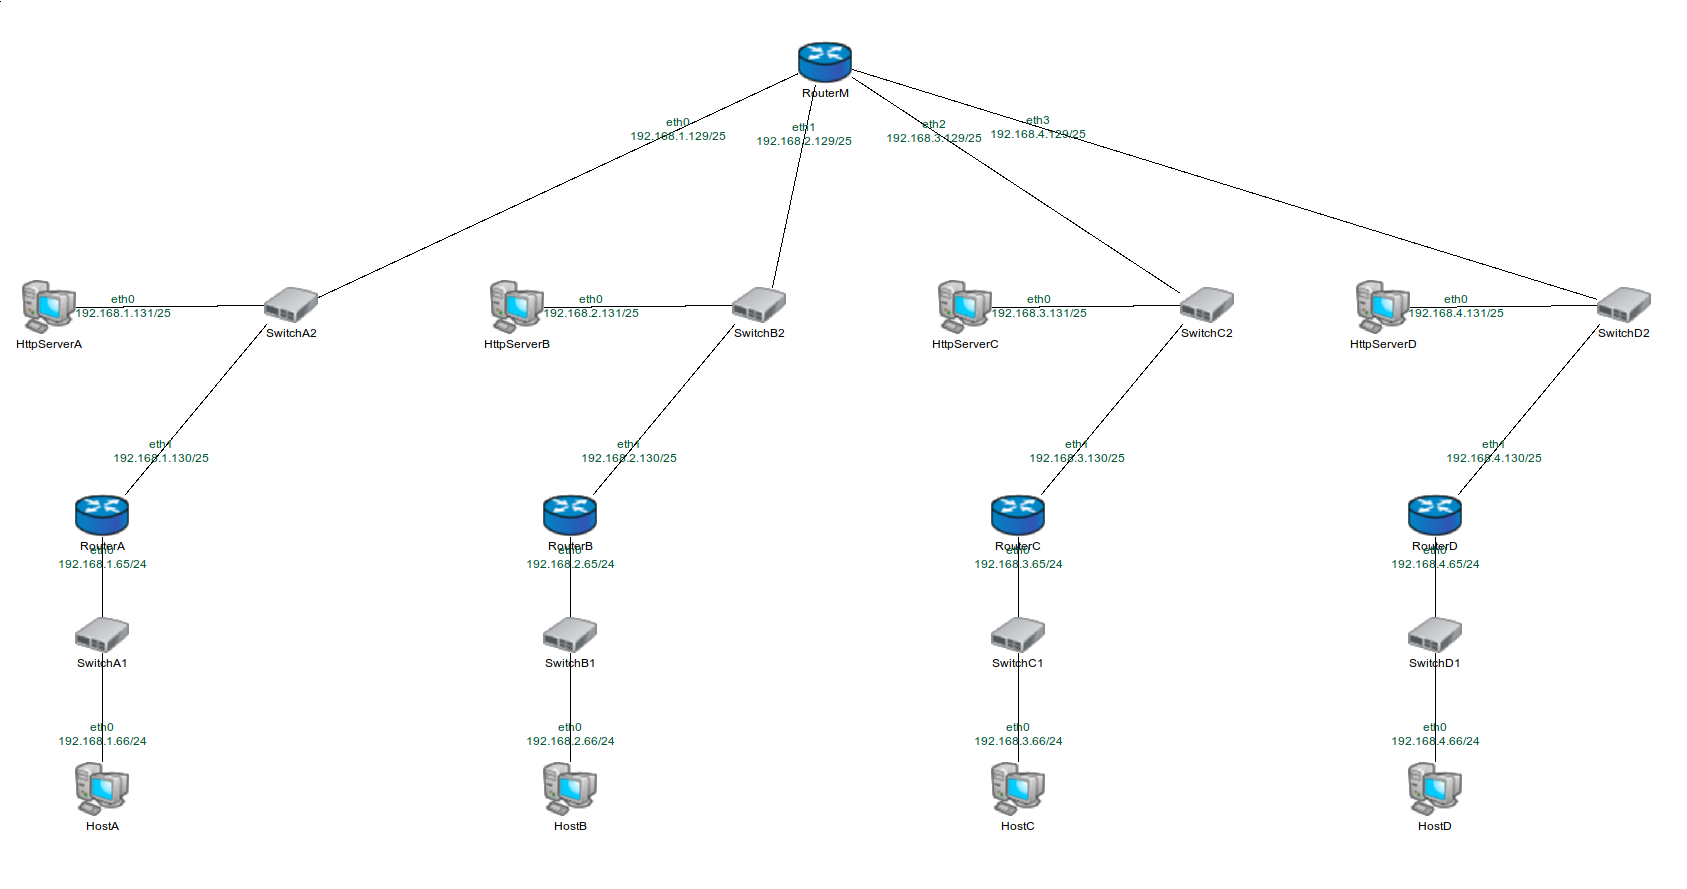 RouterM
eth0
192.168.1.129/25
eth1
192.168.2.129/25
eth2
192.168.3.129/25
eth3
192.168.4.129/25
eth0
192.168.1.131/25
HttpServerA
SwitchA2
eth0
192.168.2.131/25
HttpServerB
SwitchB2
eth0
192.168.3.131/25
HttpServerC
SwitchC2
eth0
192.168.4.131/25
HttpServerD
SwitchD2
eth1
192.168.1.130/25
eth1
192.168.2.130/25
eth1
192.168.3.130/25
eth1
192.168.4.130/25
RouterA
eth0
192.168.1.65/24
RouterB
eth0
192.168.2.65/24
RouterC
eth0
192.168.3.65/24
RouterD
eth0
192.168.4.65/24
SwitchA1
SwitchB1
SwitchC1
SwitchD1
eth0
192.168.1.66/24
eth0
192.168.2.66/24
eth0
192.168.3.66/24
eth0
192.168.4.66/24
HostA
HostB
HostC
HostD